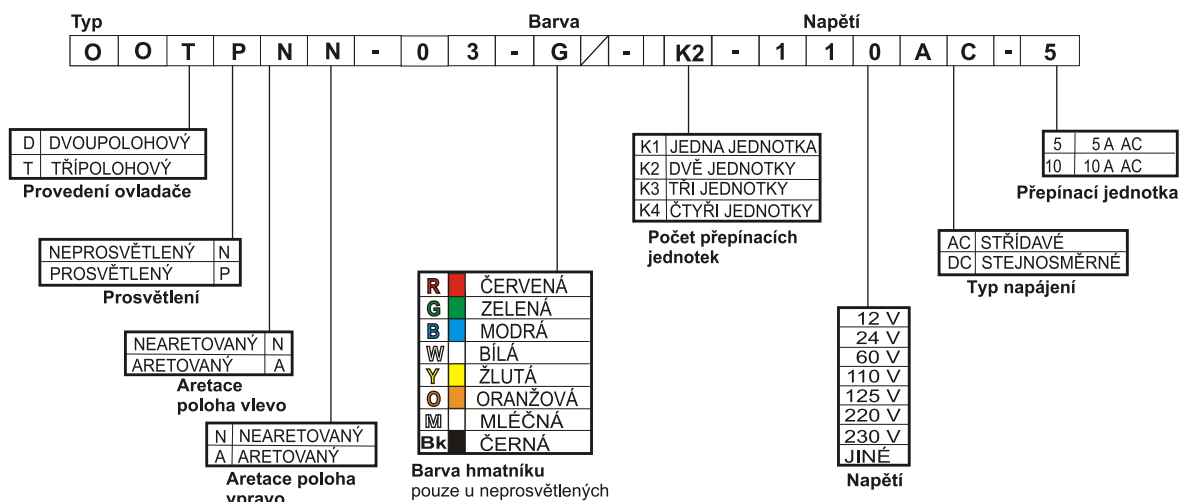 Typ Barva Napětí
O O T P N N - 0 3 - G / - K2 - 1 1 0 A C - 5
D DVOUPOLOHOVÝ
T TŘÍPOLOHOVÝ
Provedení ovladače
NEPROSVĚTLENÝ N
PROSVĚTLENÝ P
Prosvětlení
NEARETOVANÝ N
ARETOVANÝ A
Aretace
poloha vlevo
N NEARETOVANÝ
A ARETOVANÝ
Aretace poloha
vpravo
R ČERVENÁ
G ZELENÁ
B MODRÁ
W BÍLÁ
Y ŽLUTÁ
O ORANŽOVÁ
M MLÉČNÁ
Bk ČERNÁ
Barva hmatníku
pouze u neprosvětlených
K1 JEDNA JEDNOTKA
K2 DVĚ JEDNOTKY
K3 TŘI JEDNOTKY
K4 ČTYŘI JEDNOTKY
Počet přepínacích
jednotek
12 V
24 V
60 V
110 V
125 V
220 V
230 V
JINÉ
Napětí
AC STŘÍDAVÉ
DC STEJNOSMĚRNÉ
Typ napájení
5 5 A AC
10 10 A AC
Přepínací jednotka